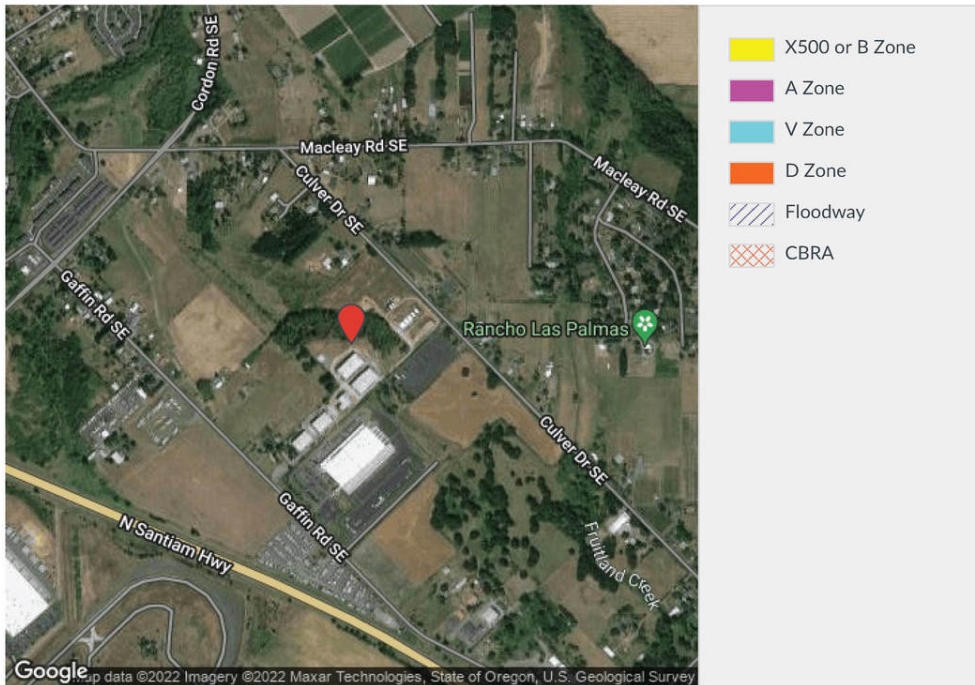 Cordon Rd SE
Macleay Rd SE
Culver Dr SE
Macleay Rd SE
Gaffin Rd SE
Rancho Las Palmas
Culver Dr SE
Gaffin Rd SE
N Santiam Hwy
Fruitland Creek
Google
Map data ©2022 Imagery ©2022 Maxar Technologies, State of Oregon, U.S. Geological Survey
X500 or B Zone
A Zone
V Zone
D Zone
Floodway
CBRA